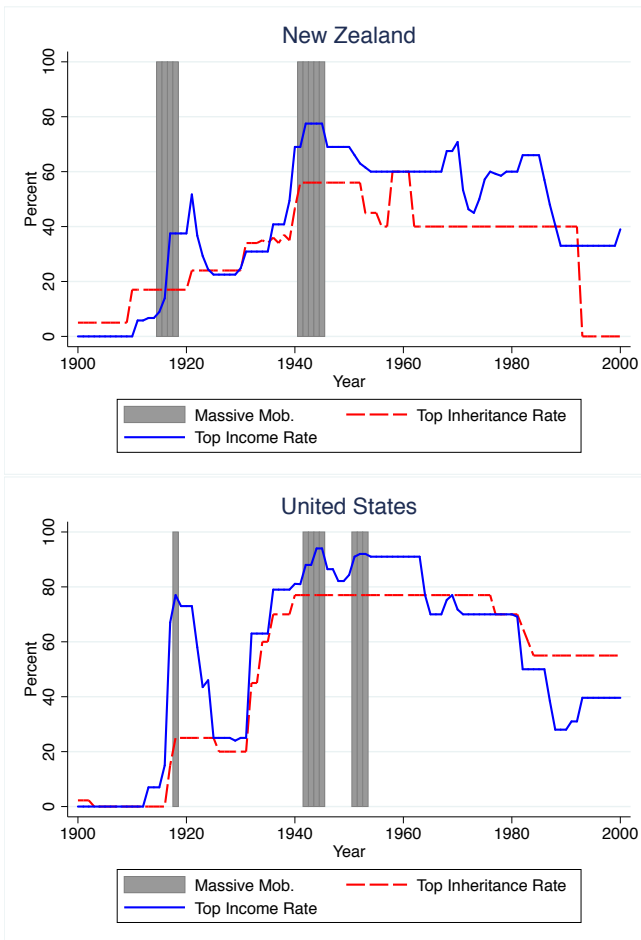 New Zealand
100
80
60
40
20
0
Percent
1900 1920 1940 1960 1980 2000
Year
Massive Mob. Top Inheritance Rate
Top Income Rate
United States
100
80
60
40
20
0
Percent
1900 1920 1940 1960 1980 2000
Year
Massive Mob. Top Inheritance Rate
Top Income Rate